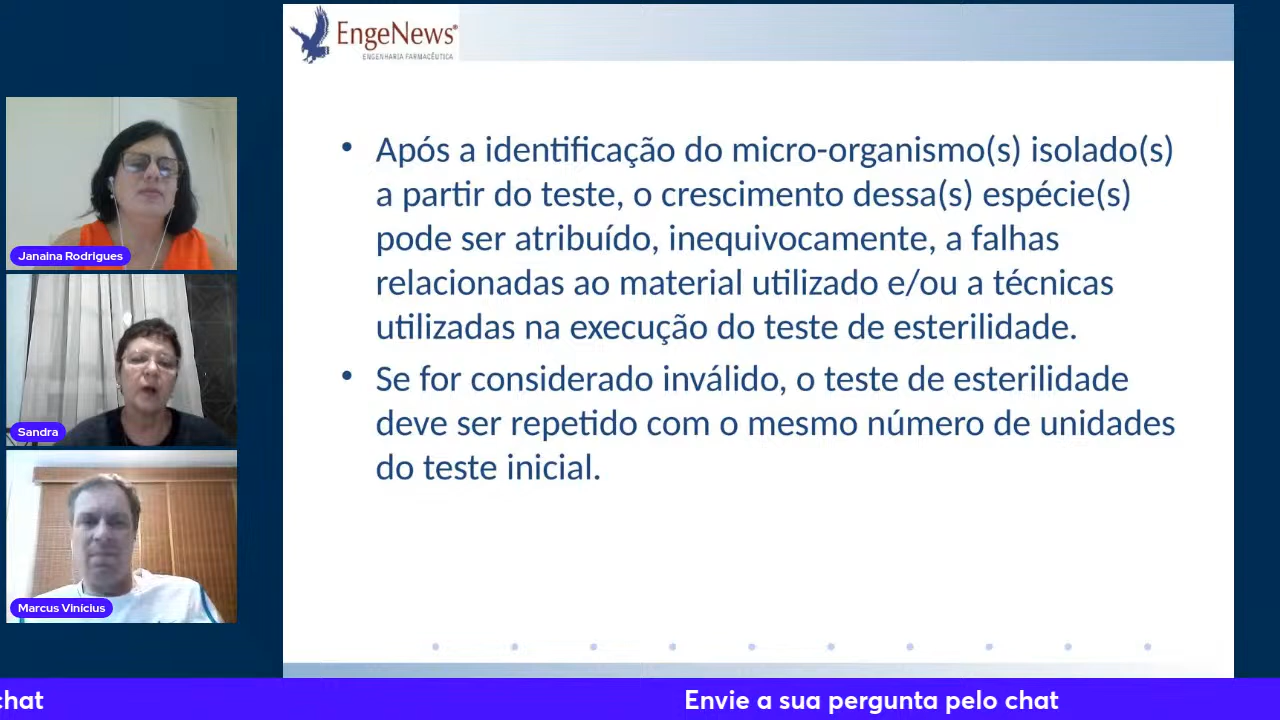 EngeNews®
ENGENHARIA FARMACÊUTICA
• Após a identificação do micro-organismo(s) isolado(s)
a partir do teste, o crescimento dessa(s) espécie(s)
pode ser atribuído, inequivocamente, a falhas
relacionadas ao material utilizado e/ou a técnicas
utilizadas na execução do teste de esterilidade.
• Se for considerado inválido, o teste de esterilidade
deve ser repetido com o mesmo número de unidades
do teste inicial.
Janaina Rodrigues
Sandra
Marcus Vinícius
chat
Envie a sua pergunta pelo chat